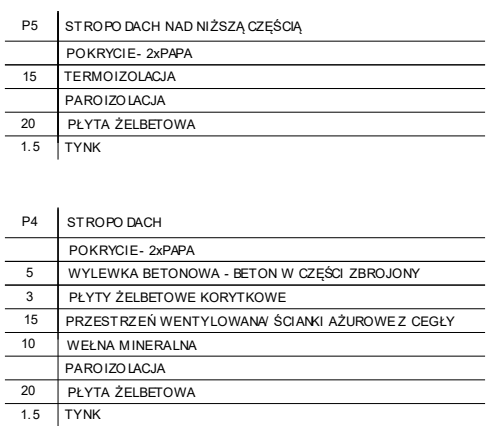 P5 STROPODACH NAD NIŻSZĄ CZĘŚCIĄ
POKRYCIE- 2xPAPA
15 TERMOIZOLACJA
PAROIZOLACJA
20 PŁYTA ŻELBETOWA
1.5 TYNK
P4 STROPODACH
POKRYCIE- 2xPAPA
5 WYLEWKA BETONOWA - BETON W CZĘŚCI ZBROJONY
3 PŁYTY ŻELBETOWE KORYTKOWE
15 PRZESTRZEŃ WENTYLOWANA/ ŚCIANKI AŻUROWE Z CEGŁY
10 WEŁNA MINERALNA
PAROIZOLACJA
20 PŁYTA ŻELBETOWA
1.5 TYNK